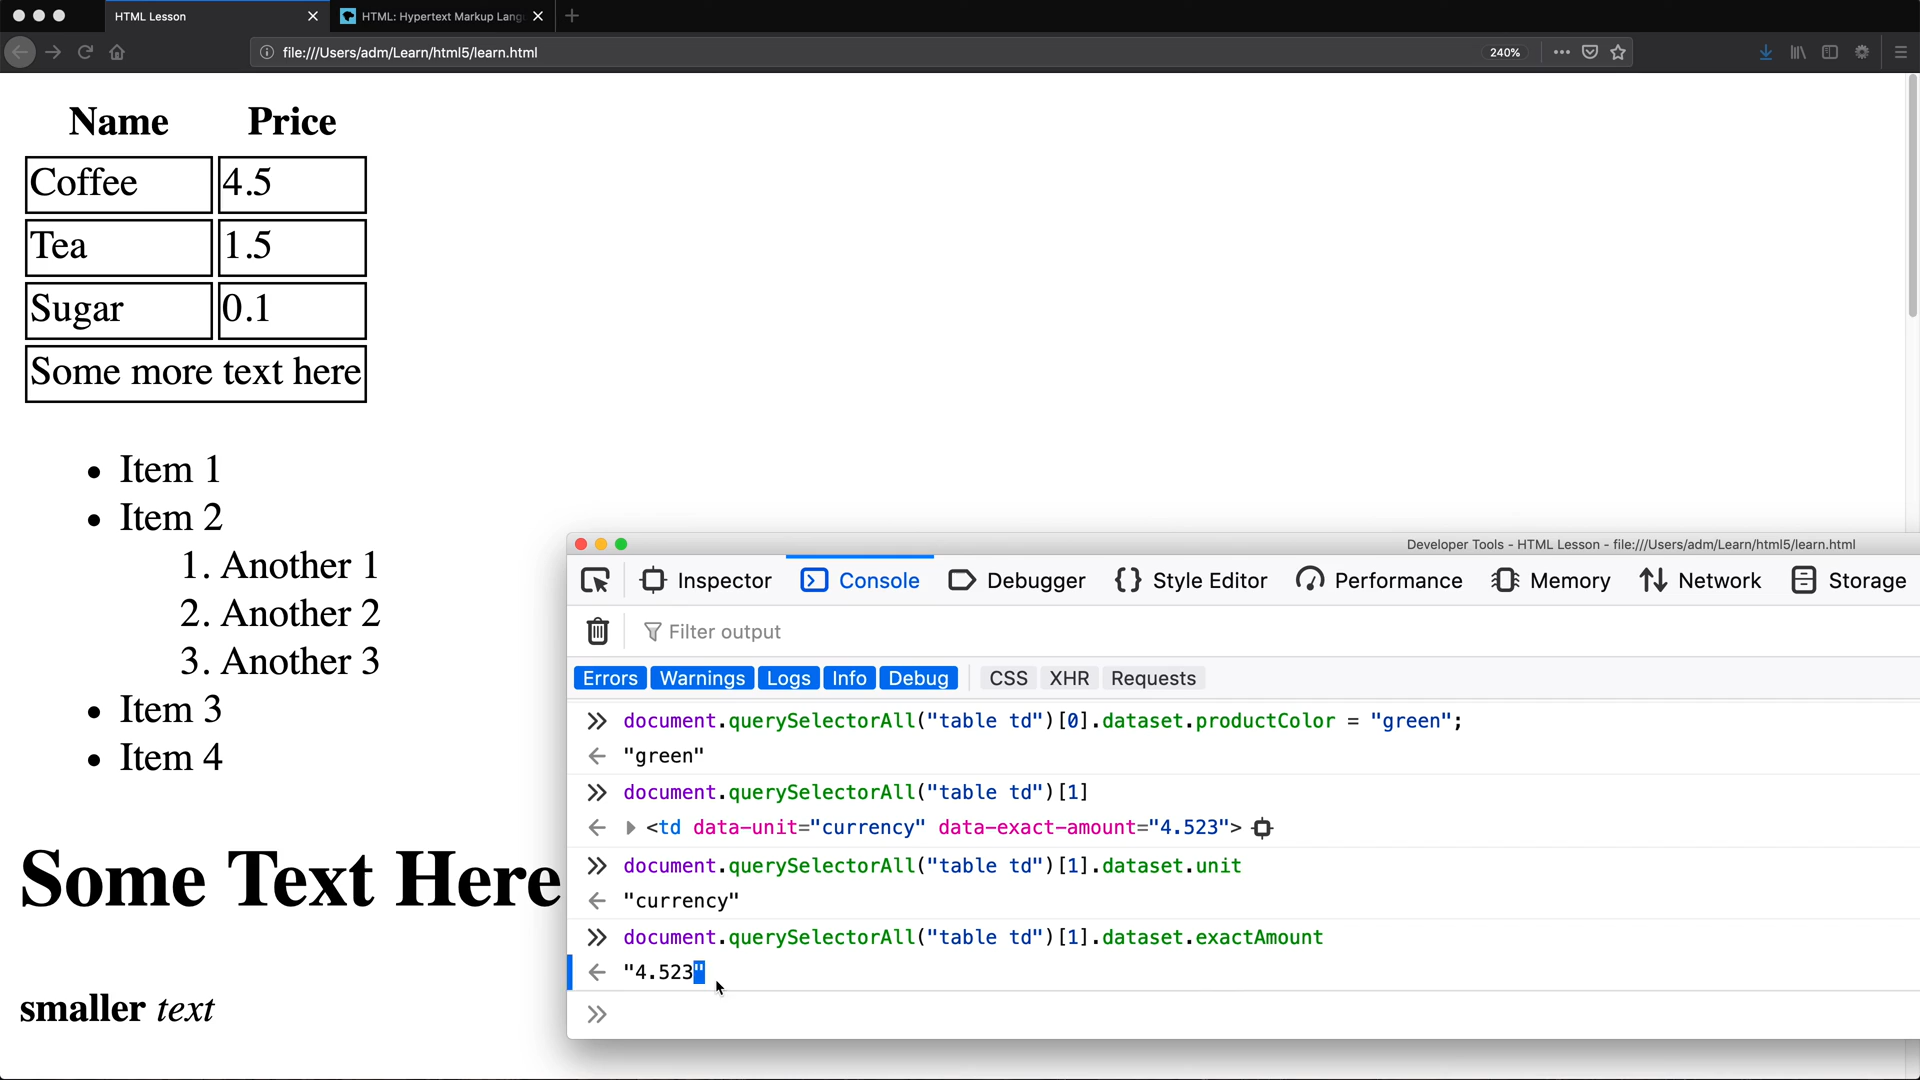 HTML Lesson
HTML: Hypertext Markup Lang
file:///Users/adm/Learn/html5/learn.html
240%
Name Price
Coffee 4.5
Tea 1.5
Sugar 0.1
Some more text here
Item 1
Item 2
1. Another 1
2. Another 2
3. Another 3
Item 3
Item 4
Some Text Here
smaller text
Developer Tools - HTML Lesson - file:///Users/adm/Learn/html5/learn.html
Inspector Console Debugger Style Editor Performance Memory Network Storage
Filter output
Errors Warnings Logs Info Debug CSS XHR Requests
document.querySelectorAll("table td")[0].dataset.productColor = "green";
"green"
document.querySelectorAll("table td")[1]
<td data-unit="currency" data-exact-amount="4.523">
document.querySelectorAll("table td")[1].dataset.unit
"currency"
document.querySelectorAll("table td")[1].dataset.exactAmount
"4.523"